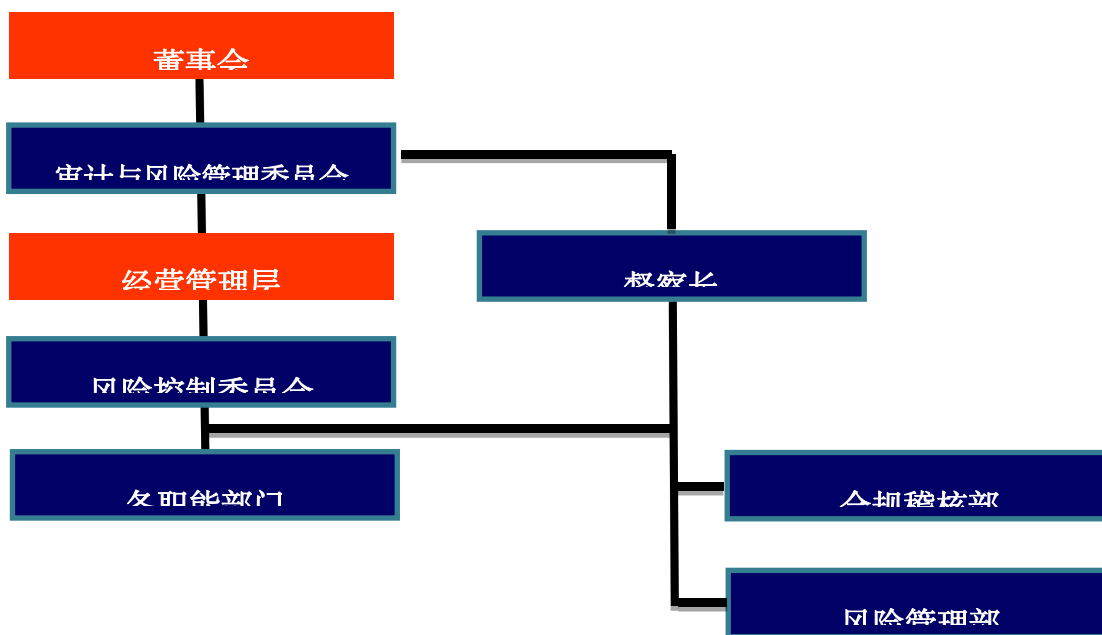 董事会
审计与风险管理委员会
经营管理层
督察长
风险控制委员会
各职能部门
合规稽核部
风险管理部